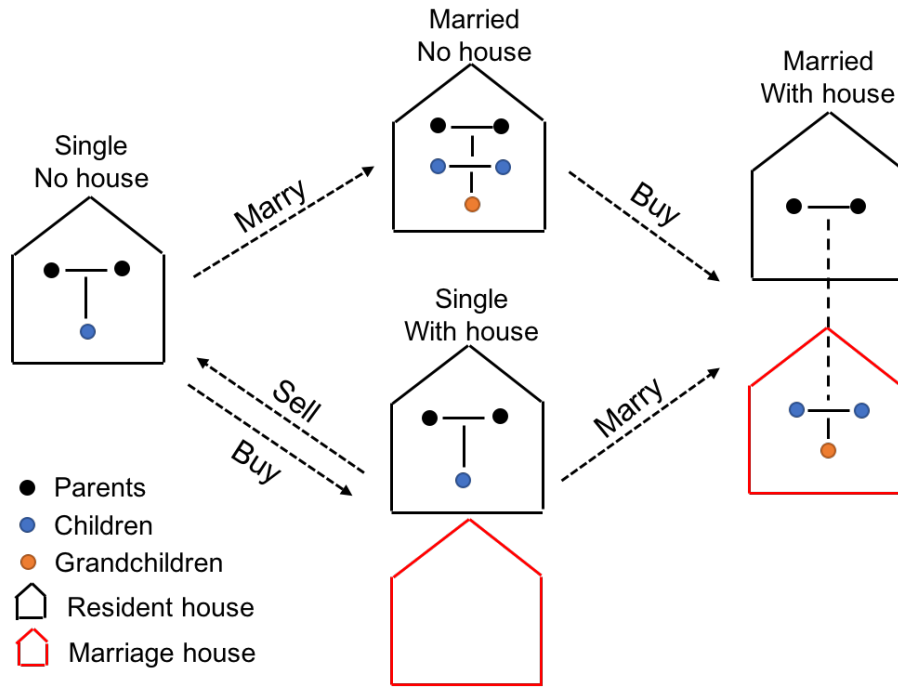 Married
No house
Married
With house
Single
No house
Marry
Buy
Single
With house
Sell
Buy
Marry
Parents
Children
Grandchildren
Resident house
Marriage house